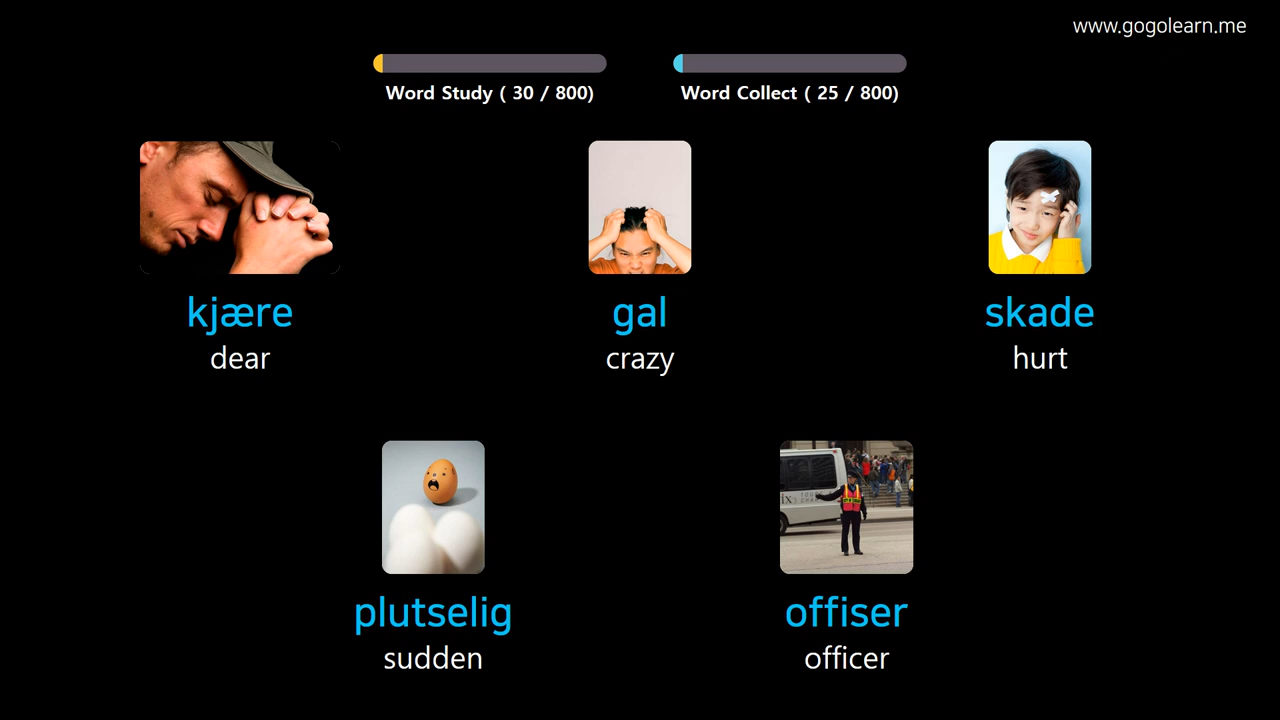 www.gogolearn.me
Word Study ( 30 / 800)
Word Collect ( 25 / 800)
kjære
dear
gal
crazy
skade
hurt
plutselig
sudden
offiser
officer